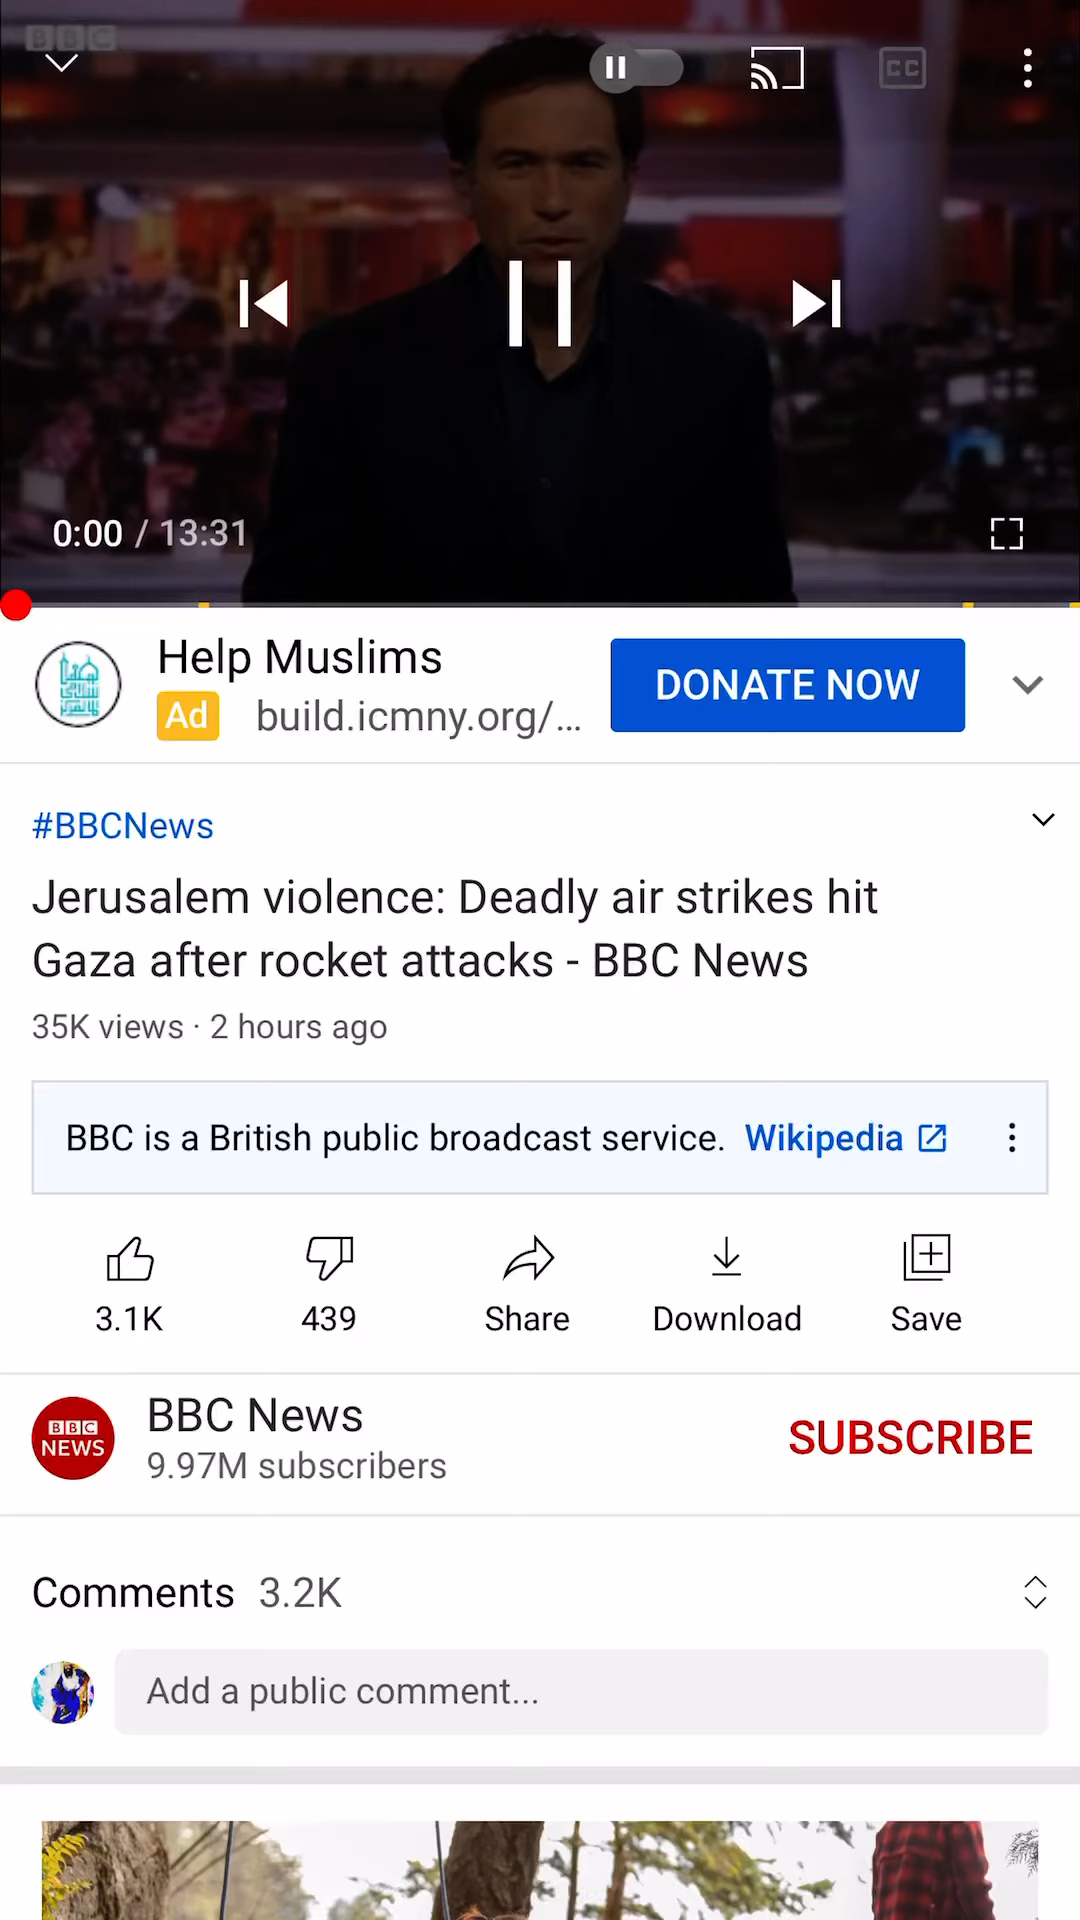 BBC
CC
0:00 / 13:31
Help Muslims
DONATE NOW
Ad build.icmny.org/...
#BBCNews
Jerusalem violence: Deadly air strikes hit
Gaza after rocket attacks - BBC News
35K views · 2 hours ago
BBC is a British public broadcast service. Wikipedia
3.1K 439 Share Download Save
BBC
NEWS
BBC News
9.97M subscribers
SUBSCRIBE
Comments 3.2K
Add a public comment...